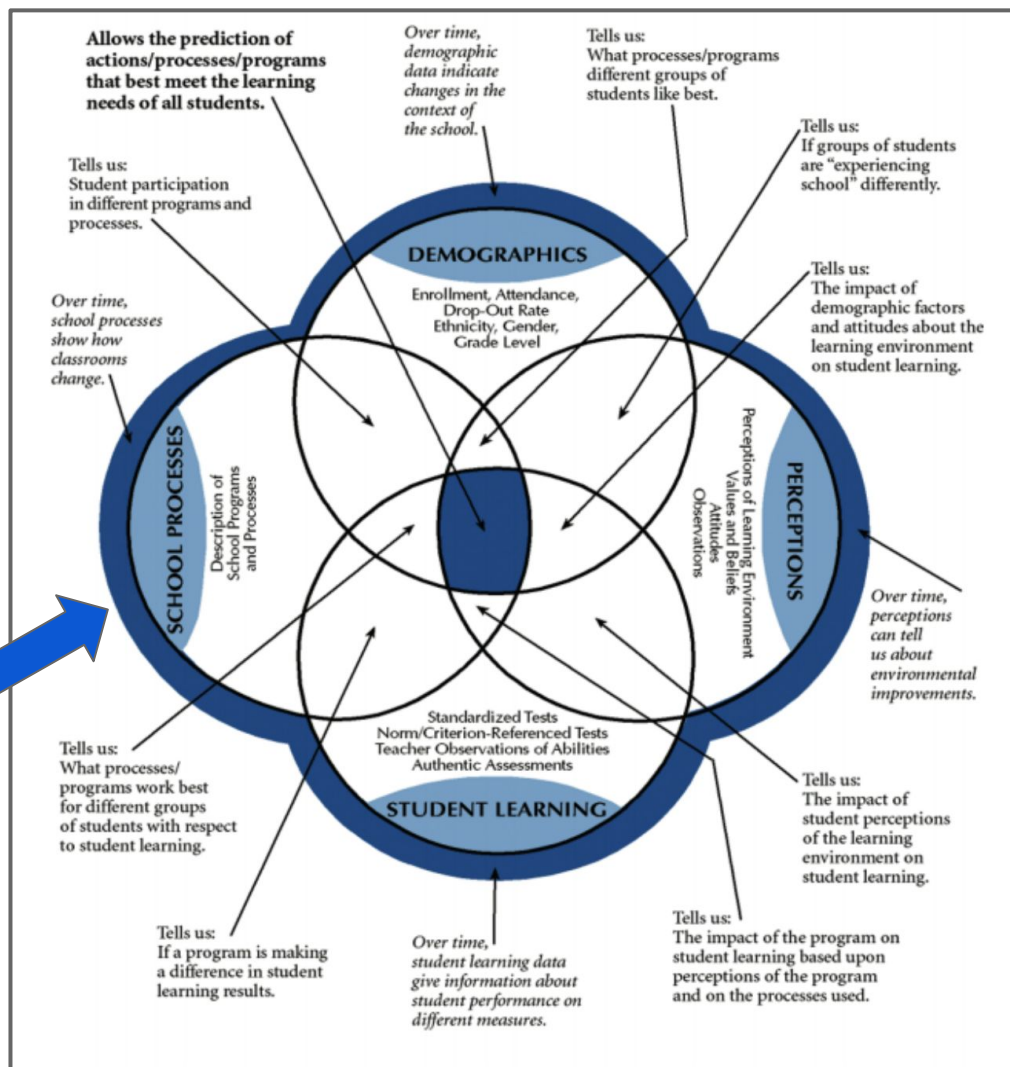 Allows the prediction of
actions/processes/programs
that best meet the learning
needs of all students.
Over time,
demographic
data indicate
changes in the
context of
the school.
Tells us:
What processes/programs
different groups of
students like best.
Tells us:
If groups of students
are “experiencing
school” differently.
Tells us:
Student participation
in different programs and
processes.
Tells us:
The impact of
demographic factors
and attitudes about the
learning environment
on student learning.
Over time,
school processes
show how
classrooms
change.
DEMOGRAPHICS
Enrollment, Attendance,
Drop-Out Rate
Ethnicity, Gender,
Grade Level
SCHOOL PROCESSES
Description of
School Programs
and Processes
PERCEPTIONS
Perceptions of Learning Environment
Values and Beliefs
Attitudes
Observations
Over time,
perceptions
can tell
us about
environmental
improvements.
Standardized Tests
Norm/Criterion-Referenced Tests
Teacher Observations of Abilities
Authentic Assessments
STUDENT LEARNING
Tells us:
What processes/
programs work best
for different groups
of students with respect
to student learning.
Tells us:
The impact of
student perceptions
of the learning
environment on
student learning.
Tells us:
If a program is making
a difference in student
learning results.
Over time,
student learning data
give information about
student performance on
different measures.
Tells us:
The impact of the program on
student learning based upon
perceptions of the program
and on the processes used.